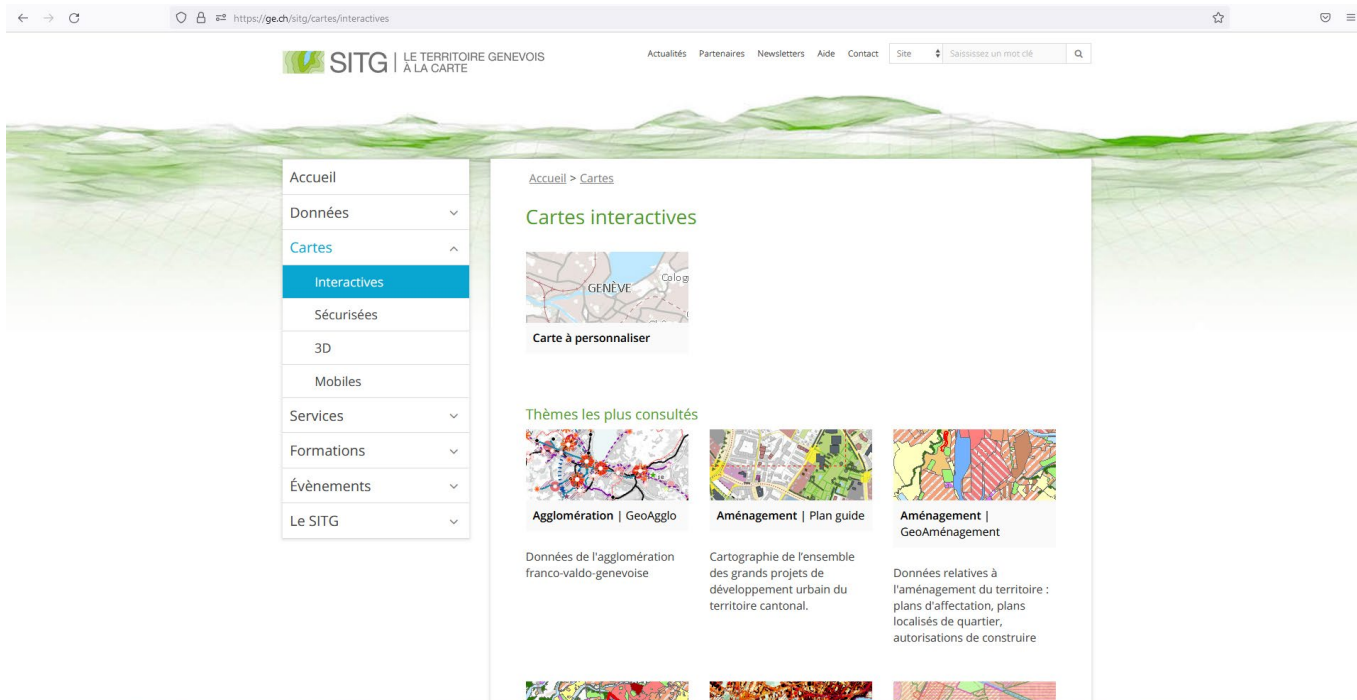 https://ge.ch/sitg/cartes/interactives
SITG | LE TERRITOIRE GENEVOIS
À LA CARTE
Actualités Partenaires Newsletters Aide Contact Site Saississez un mot clé
Accueil
Données
Cartes
Interactives
Sécurisées
3D
Mobiles
Services
Formations
Évènements
Le SITG
Accueil > Cartes
Cartes interactives
GENÈVE
Colog
Carte à personnaliser
Thèmes les plus consultés
Agglomération | GeoAgglo
Données de l'agglomération
franco-valdo-genevoise
Aménagement | Plan guide
Cartographie de l'ensemble
des grands projets de
développement urbain du
territoire cantonal.
Aménagement |
GeoAménagement
Données relatives à
l'aménagement du territoire :
plans d'affectation, plans
localisés de quartier,
autorisations de construire